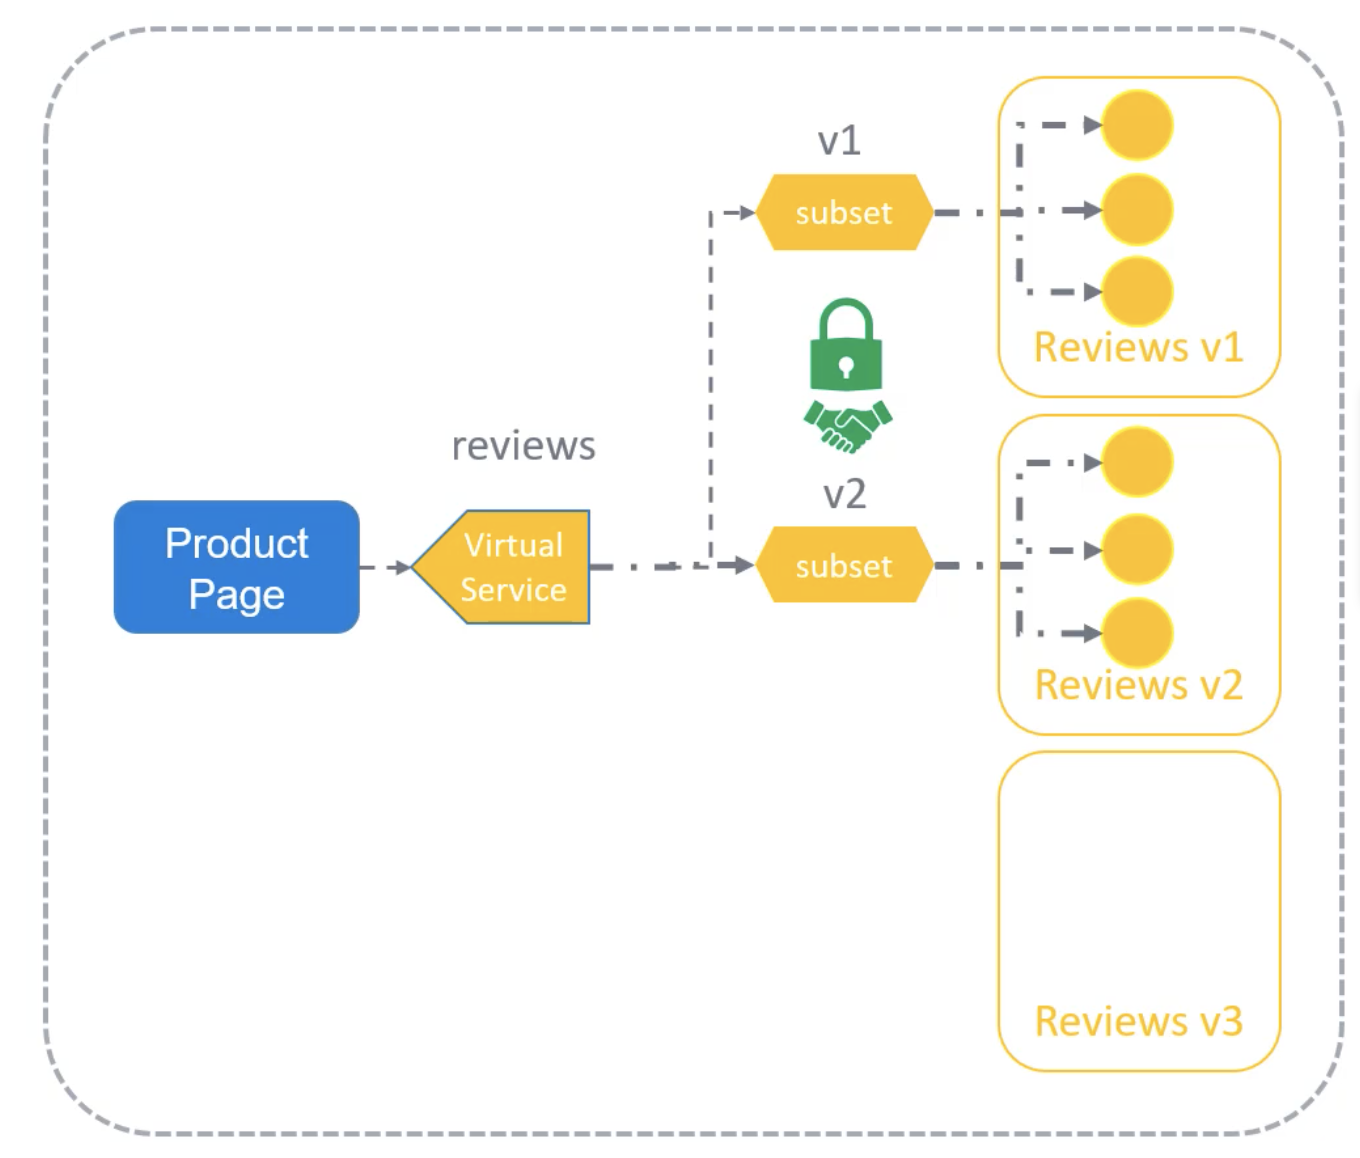 v1
subset
Reviews v1
reviews
v2
Product
Page
Virtual
Service
subset
Reviews v2
Reviews v3